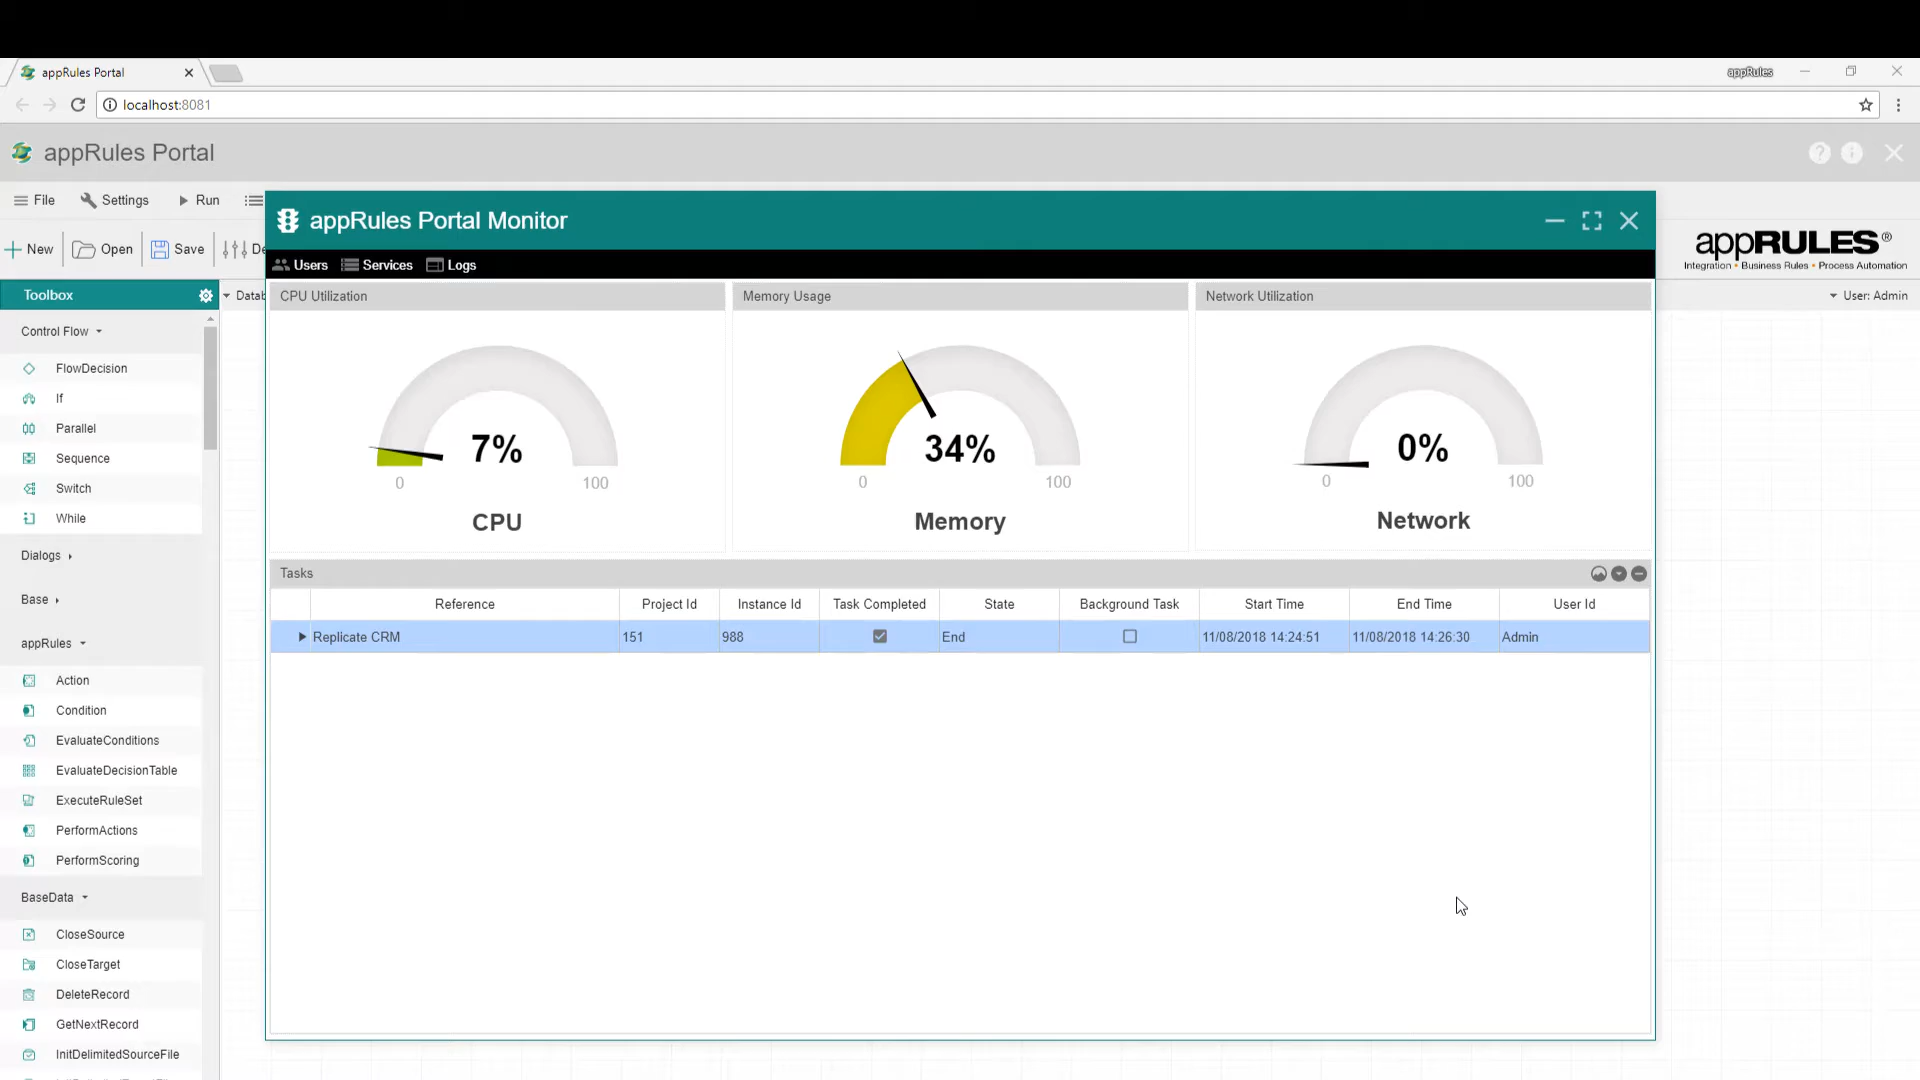 appRules Portal
appRules
localhost:8081
appRules Portal
File Settings Run
New Open Save De
appRULES®
Integration • Business Rules • Process Automation
appRules Portal Monitor
Users Services Logs
Toolbox
Datab
User: Admin
Control Flow
FlowDecision
If
Parallel
Sequence
Switch
While
Dialogs
Base
appRules
Action
Condition
EvaluateConditions
EvaluateDecisionTable
ExecuteRuleSet
PerformActions
PerformScoring
BaseData
CloseSource
CloseTarget
DeleteRecord
GetNextRecord
InitDelimitedSourceFile
CPU Utilization
7%
0 100
CPU
Memory Usage
34%
0 100
Memory
Network Utilization
0%
0 100
Network
Tasks
Reference Project Id Instance Id Task Completed State Background Task Start Time End Time User Id
Replicate CRM 151 988 End 11/08/2018 14:24:51 11/08/2018 14:26:30 Admin